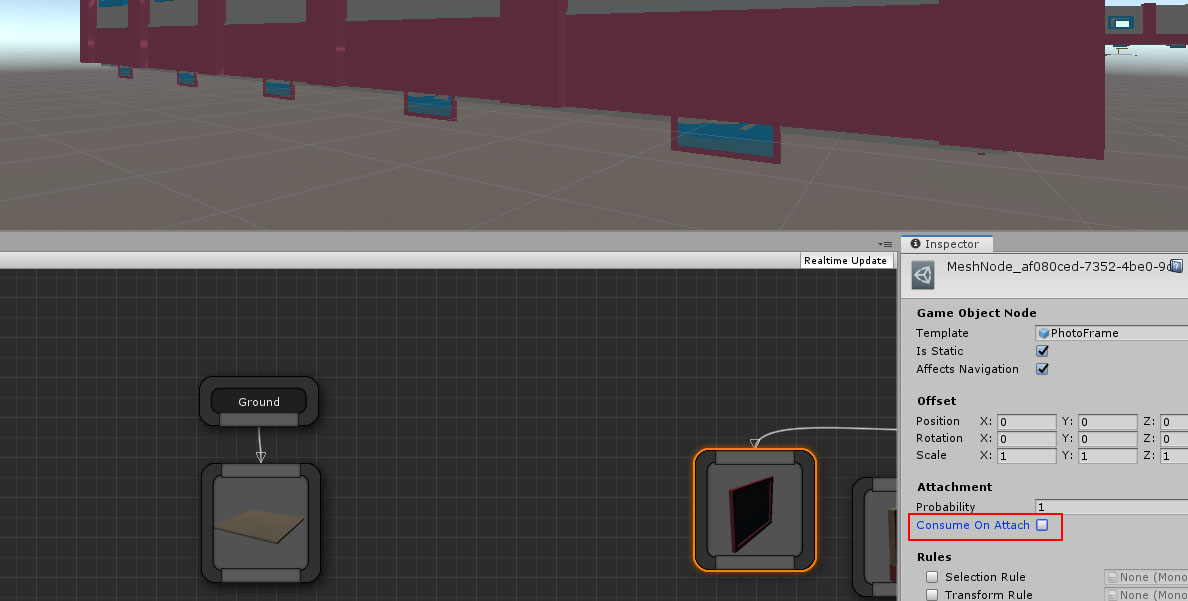 Realtime Update
Inspector
MeshNode_af080ced-7352-4be0-9c
Game Object Node
Template PhotoFrame
Is Static
Affects Navigation
Offset
Position X: 0 Y: 0 Z: 0
Rotation X: 0 Y: 0 Z: 0
Scale X: 1 Y: 1 Z: 1
Attachment
Probability 1
Consume On Attach
Rules
Selection Rule None (Mono
Transform Rule None (Mono
Ground